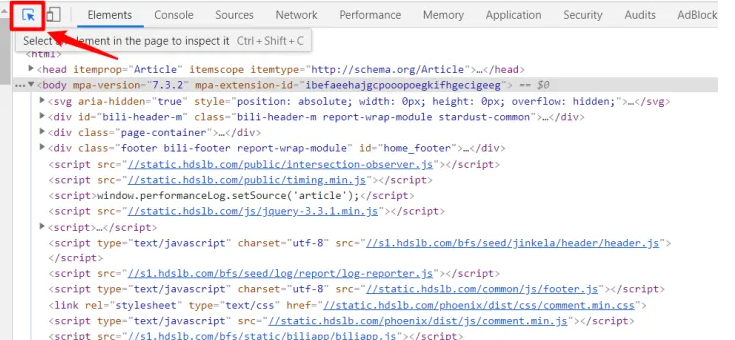 Elements Console Sources Network Performance Memory Application Security Audits AdBlock
Select an element in the page to inspect it Ctrl + Shift + C
<html>
▶<head itemprop="Article" itemscope itemtype="http://schema.org/Article">…</head>
…▼<body mpa-version="7.3.2" mpa-extension-id="ibefaeehajgcpooopoegkifhgecigeeg"> == $0
▶<svg aria-hidden="true" style="position: absolute; width: 0px; height: 0px; overflow: hidden;">…</svg>
▶<div id="bili-header-m" class="bili-header-m report-wrap-module stardust-common">…</div>
▶<div class="page-container">…</div>
▶<div class="footer bili-footer report-wrap-module" id="home_footer">…</div>
<script src="//static.hdslb.com/public/intersection-observer.js"></script>
<script src="//static.hdslb.com/public/timing.min.js"></script>
<script>window.performanceLog.setSource('article');</script>
<script src="//static.hdslb.com/js/jquery-3.3.1.min.js"></script>
▶<script>…</script>
<script type="text/javascript" charset="utf-8" src="//s1.hdslb.com/bfs/seed/jinkela/header/header.js">
</script>
<script src="//s1.hdslb.com/bfs/seed/log/report/log-reporter.js"></script>
<script type="text/javascript" charset="utf-8" src="//static.hdslb.com/common/js/footer.js"></script>
<link rel="stylesheet" type="text/css" href="//static.hdslb.com/phoenix/dist/css/comment.min.css">
<script type="text/javascript" src="//static.hdslb.com/phoenix/dist/js/comment.min.js"></script>
<script src="//s1.hdslb.com/bfs/static/biliapp/biliapp.js"></script>